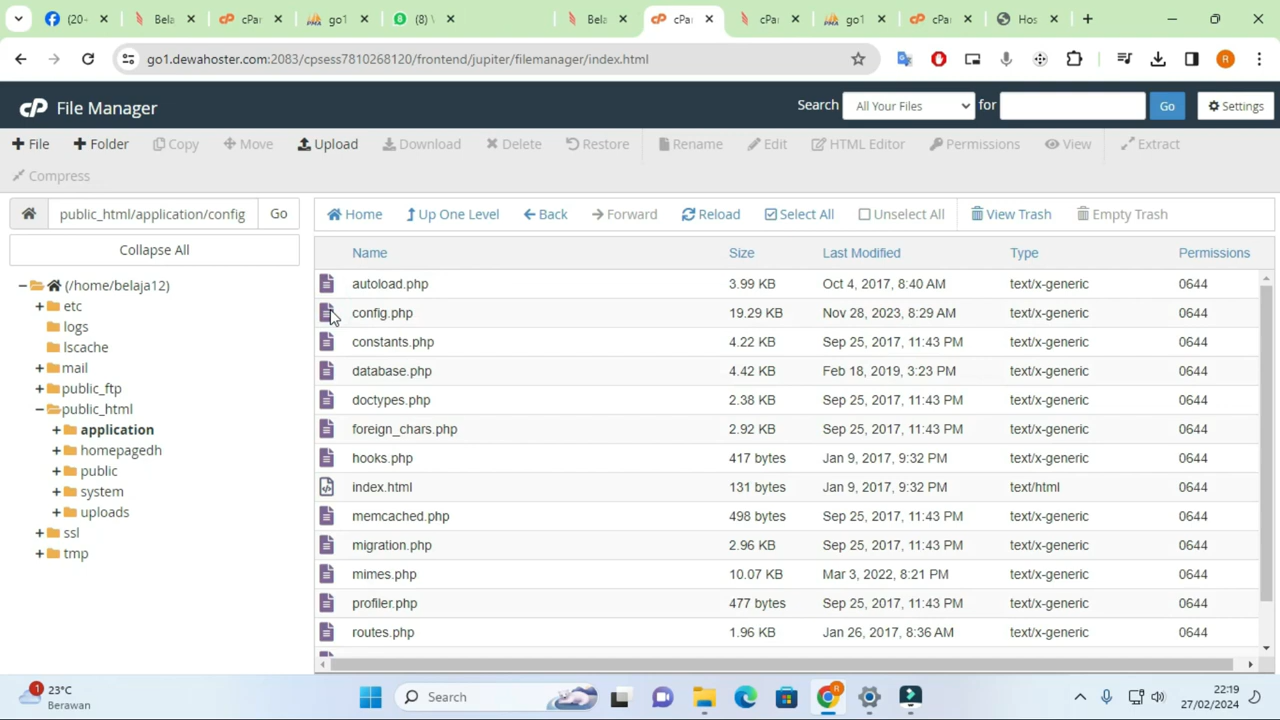 (20+
Bela
cPan
go1
(8) \
Bela
cPan
cPan
go1
cPan
Hos
go1.dewahoster.com:2083/cpsess7810268120/frontend/jupiter/filemanager/index.html
R
cP File Manager
Search All Your Files for Go Settings
File Folder Copy Move Upload Download Delete Restore Rename Edit HTML Editor Permissions View Extract
Compress
public_html/application/config Go
Home Up One Level Back Forward Reload Select All Unselect All View Trash Empty Trash
Collapse All
(/home/belaja12)
etc
logs
lscache
mail
public_ftp
public_html
application
homepagedh
public
system
uploads
ssl
tmp
Name Size Last Modified Type Permissions
autoload.php 3.99 KB Oct 4, 2017, 8:40 AM text/x-generic 0644
config.php 19.29 KB Nov 28, 2023, 8:29 AM text/x-generic 0644
constants.php 4.22 KB Sep 25, 2017, 11:43 PM text/x-generic 0644
database.php 4.42 KB Feb 18, 2019, 3:23 PM text/x-generic 0644
doctypes.php 2.38 KB Sep 25, 2017, 11:43 PM text/x-generic 0644
foreign_chars.php 2.92 KB Sep 25, 2017, 11:43 PM text/x-generic 0644
hooks.php 417 bytes Jan 9, 2017, 9:32 PM text/x-generic 0644
index.html 131 bytes Jan 9, 2017, 9:32 PM text/html 0644
memcached.php 498 bytes Sep 25, 2017, 11:43 PM text/x-generic 0644
migration.php 2.96 KB Sep 25, 2017, 11:43 PM text/x-generic 0644
mimes.php 10.07 KB Mar 3, 2022, 8:21 PM text/x-generic 0644
profiler.php 477 bytes Sep 25, 2017, 11:43 PM text/x-generic 0644
routes.php 1.96 KB Jan 26, 2017, 8:36 AM text/x-generic 0644
1
23°C
Berawan
Search
22:19
27/02/2024